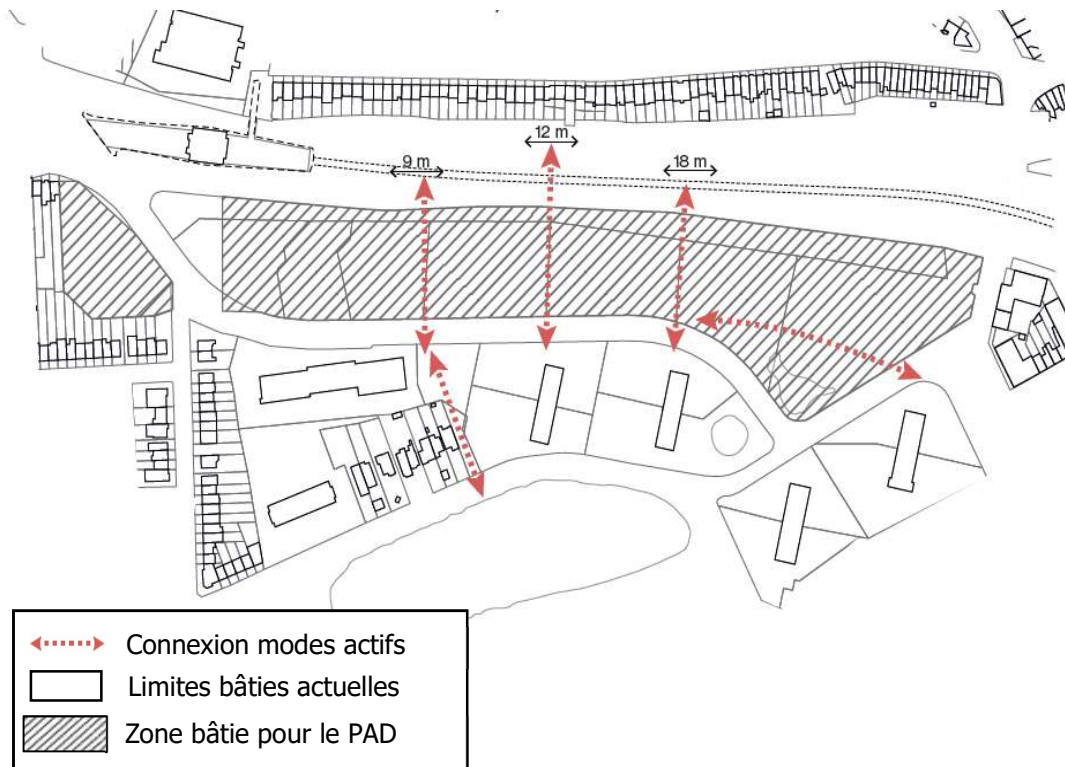 12 m
9 m
18 m
Connexion modes actifs
Limites bâties actuelles
Zone bâtie pour le PAD